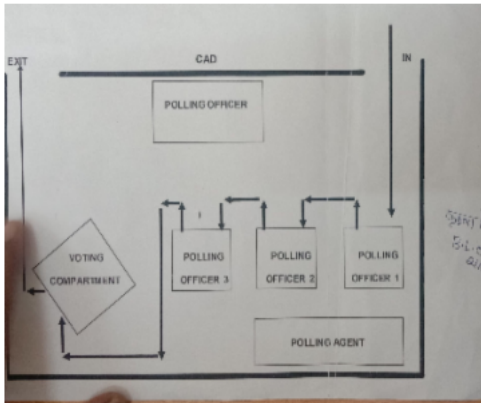 EXIT
CAD
IN
POLLING OFFICER
VOTING
COMPARTMENT
POLLING
OFFICER 3
POLLING
OFFICER 2
POLLING
OFFICER 1
POLLING AGENT